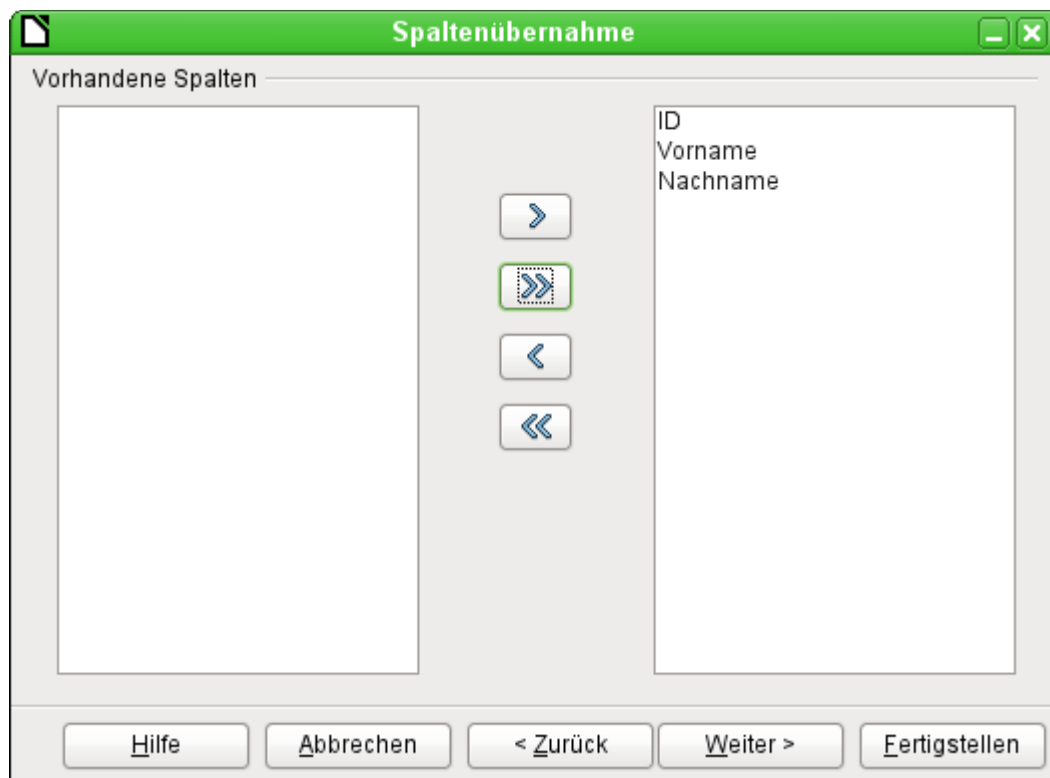 Spaltenübernahme
Vorhandene Spalten
ID
Vorname
Nachname
Hilfe
Abbrechen
< Zurück
Weiter >
Fertigstellen